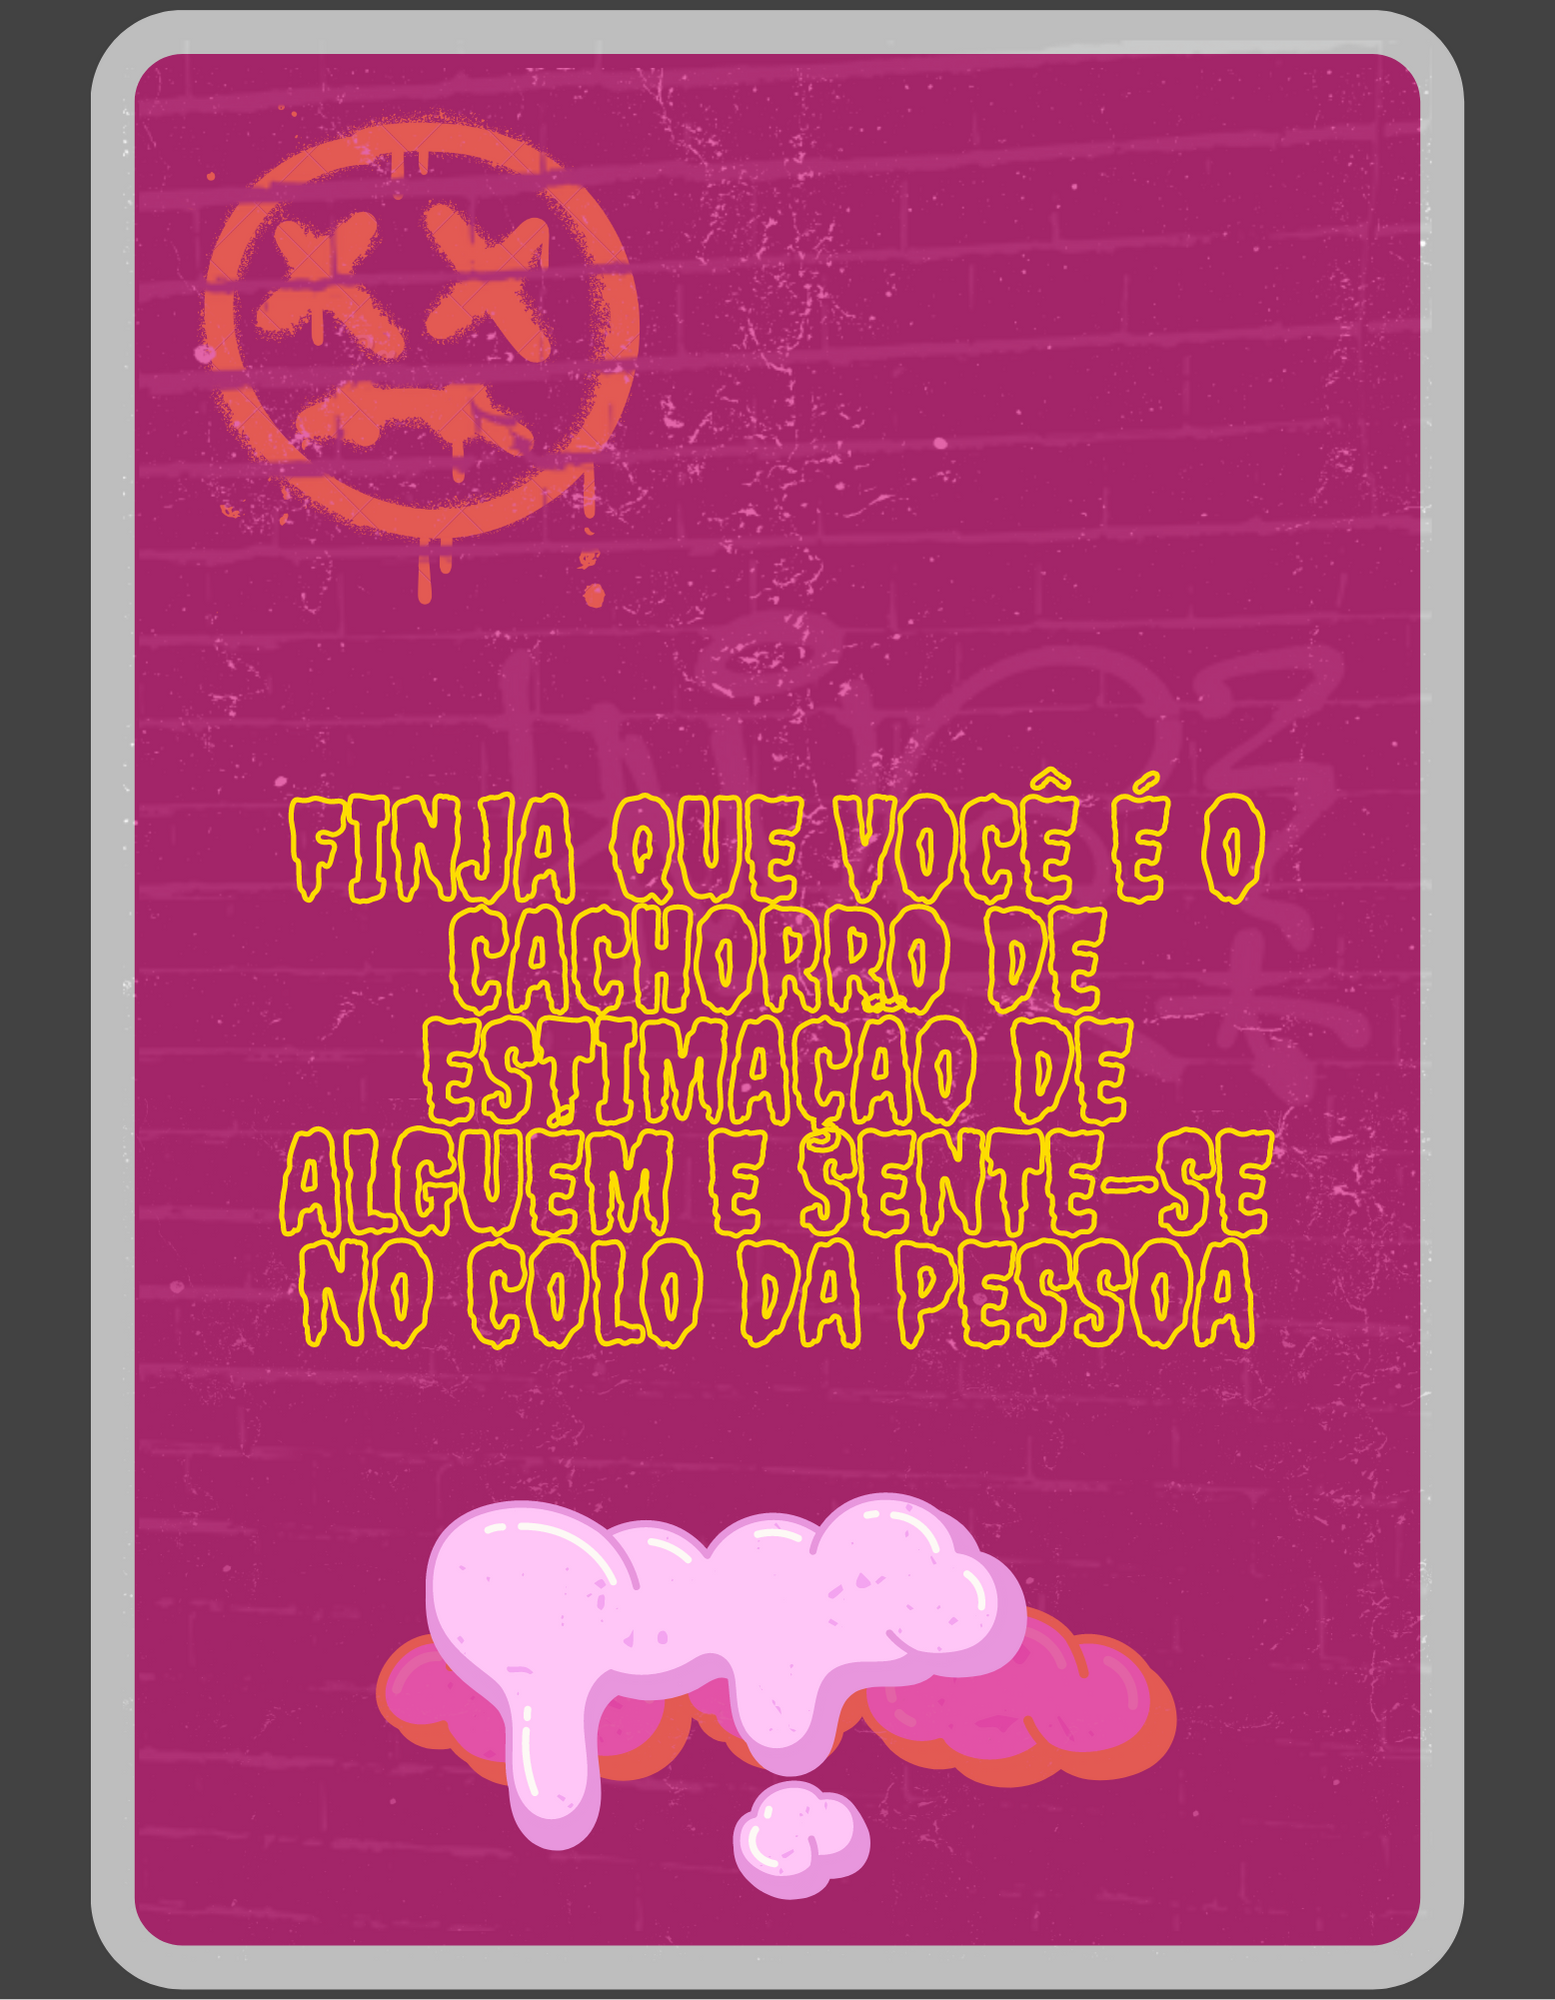 FINJA QUE VOCÊ É O
CACHORRO DE
ESTIMAÇÃO DE
ALGUÉM E SENTE-SE
NO COLO DA PESSOA